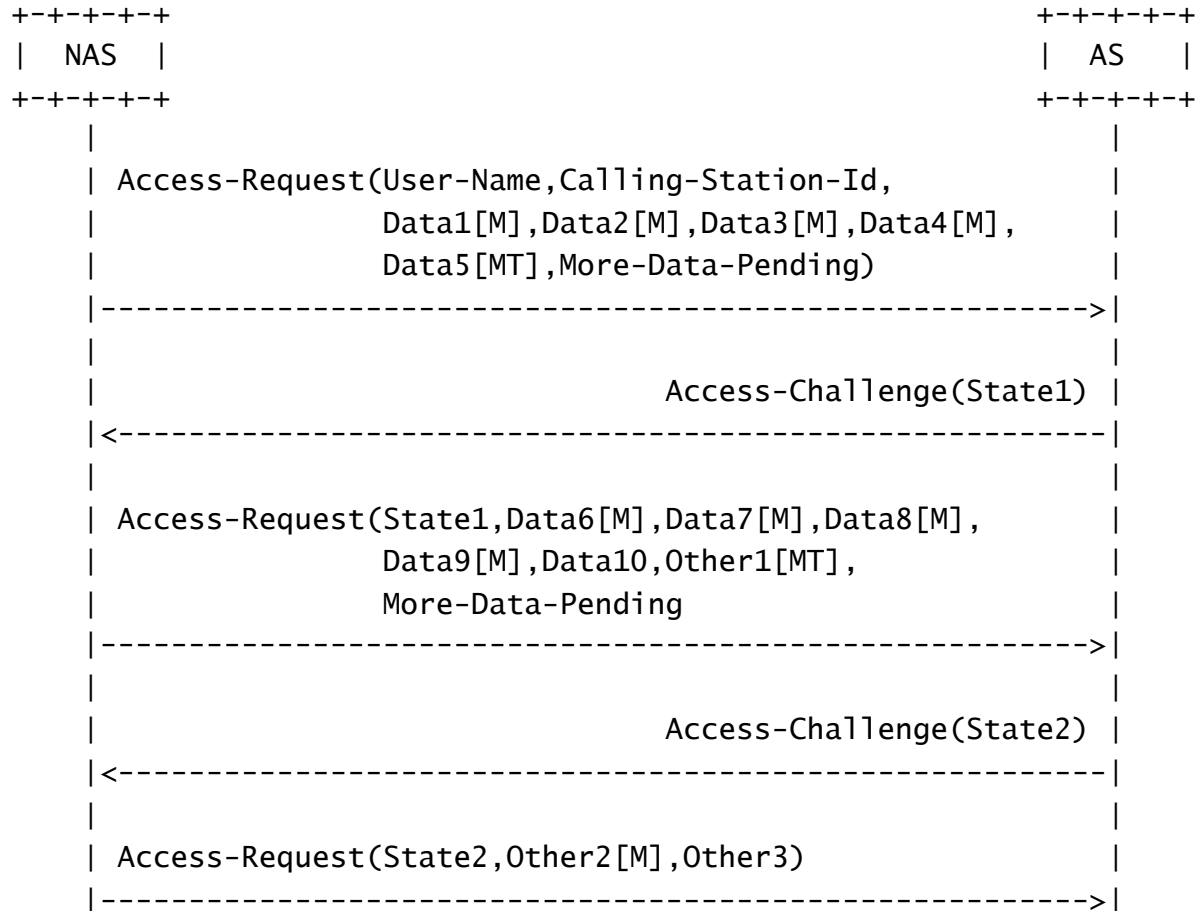 +-+-+-+-+ +-+-+-+-+
| NAS | | AS |
+-+-+-+-+ +-+-+-+-+
| |
| Access-Request(User-Name,Calling-Station-Id, |
| Data1[M],Data2[M],Data3[M],Data4[M], |
| Data5[MT],More-Data-Pending) |
|-------------------------------------------------------->|
| |
| Access-Challenge(State1) |
|<--------------------------------------------------------|
| |
| Access-Request(State1,Data6[M],Data7[M],Data8[M], |
| Data9[M],Data10,Other1[MT], |
| More-Data-Pending |
|-------------------------------------------------------->|
| |
| Access-Challenge(State2) |
|<--------------------------------------------------------|
| |
| Access-Request(State2,Other2[M],Other3) |
|-------------------------------------------------------->|